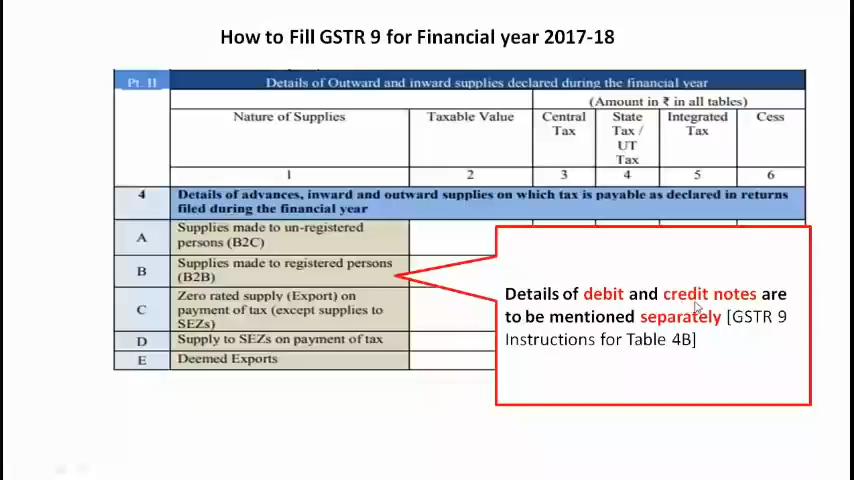 How to Fill GSTR 9 for Financial year 2017-18
Pt. II Details of Outward and inward supplies declared during the financial year
(Amount in ₹ in all tables)
Nature of Supplies Taxable Value Central Tax State Tax / UT Tax Integrated Tax Cess
1 2 3 4 5 6
4 Details of advances, inward and outward supplies on which tax is payable as declared in returns
filed during the financial year
A Supplies made to un-registered
persons (B2C)
B Supplies made to registered persons
(B2B)
C Zero rated supply (Export) on
payment of tax (except supplies to
SEZs)
D Supply to SEZs on payment of tax
E Deemed Exports
Details of debit and credit notes are
to be mentioned separately [GSTR 9
Instructions for Table 4B]